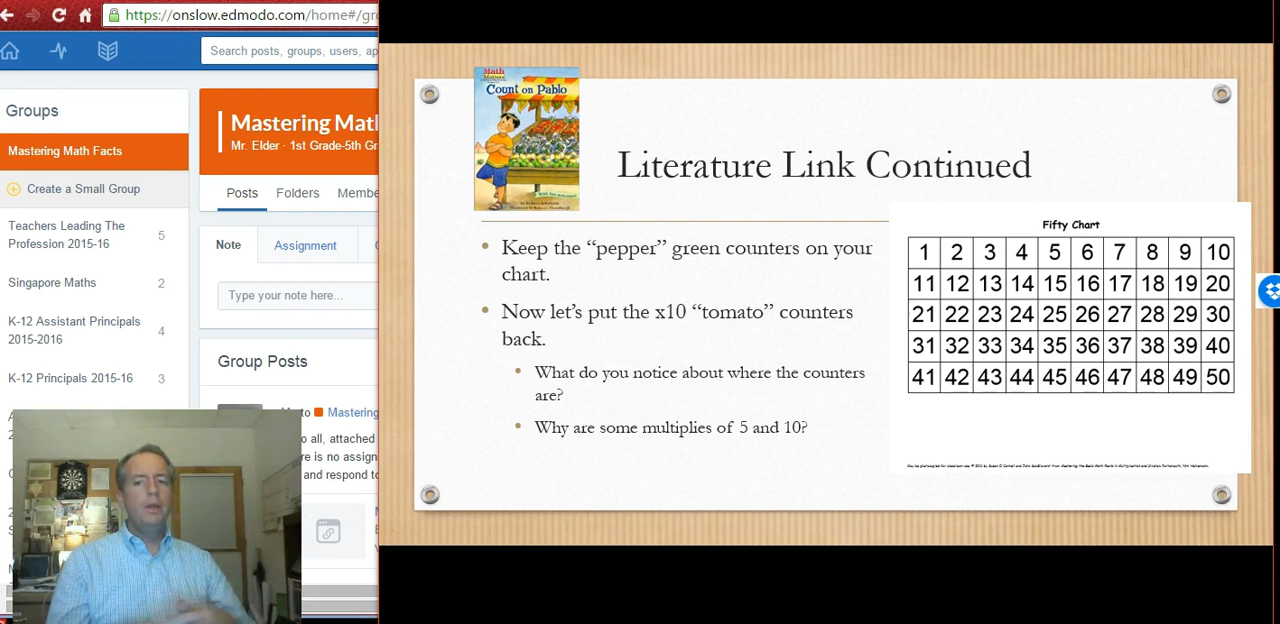 https://onslow.edmodo.com/home#/gr
Search posts, groups, users, ap
Groups
Mastering Math Facts
Create a Small Group
Teachers Leading The
Profession 2015-16
5
Singapore Maths
2
K-12 Assistant Principals
2015-2016
4
K-12 Principals 2015-16
3
Mastering Mat
Mr. Elder · 1st Grade-5th Gr
Posts
Folders
Membe
Note
Assignment
Type your note here...
Group Posts
to
Mastering
o all, attached
re is no assign
and respond to
Math
Matters
Count on Pablo
Literature Link Continued
Keep the “pepper” green counters on your
chart.
Now let’s put the x10 “tomato” counters
back.
What do you notice about where the counters
are?
Why are some multiplies of 5 and 10?
Fifty Chart
1 2 3 4 5 6 7 8 9 10
11 12 13 14 15 16 17 18 19 20
21 22 23 24 25 26 27 28 29 30
31 32 33 34 35 36 37 38 39 40
41 42 43 44 45 46 47 48 49 50